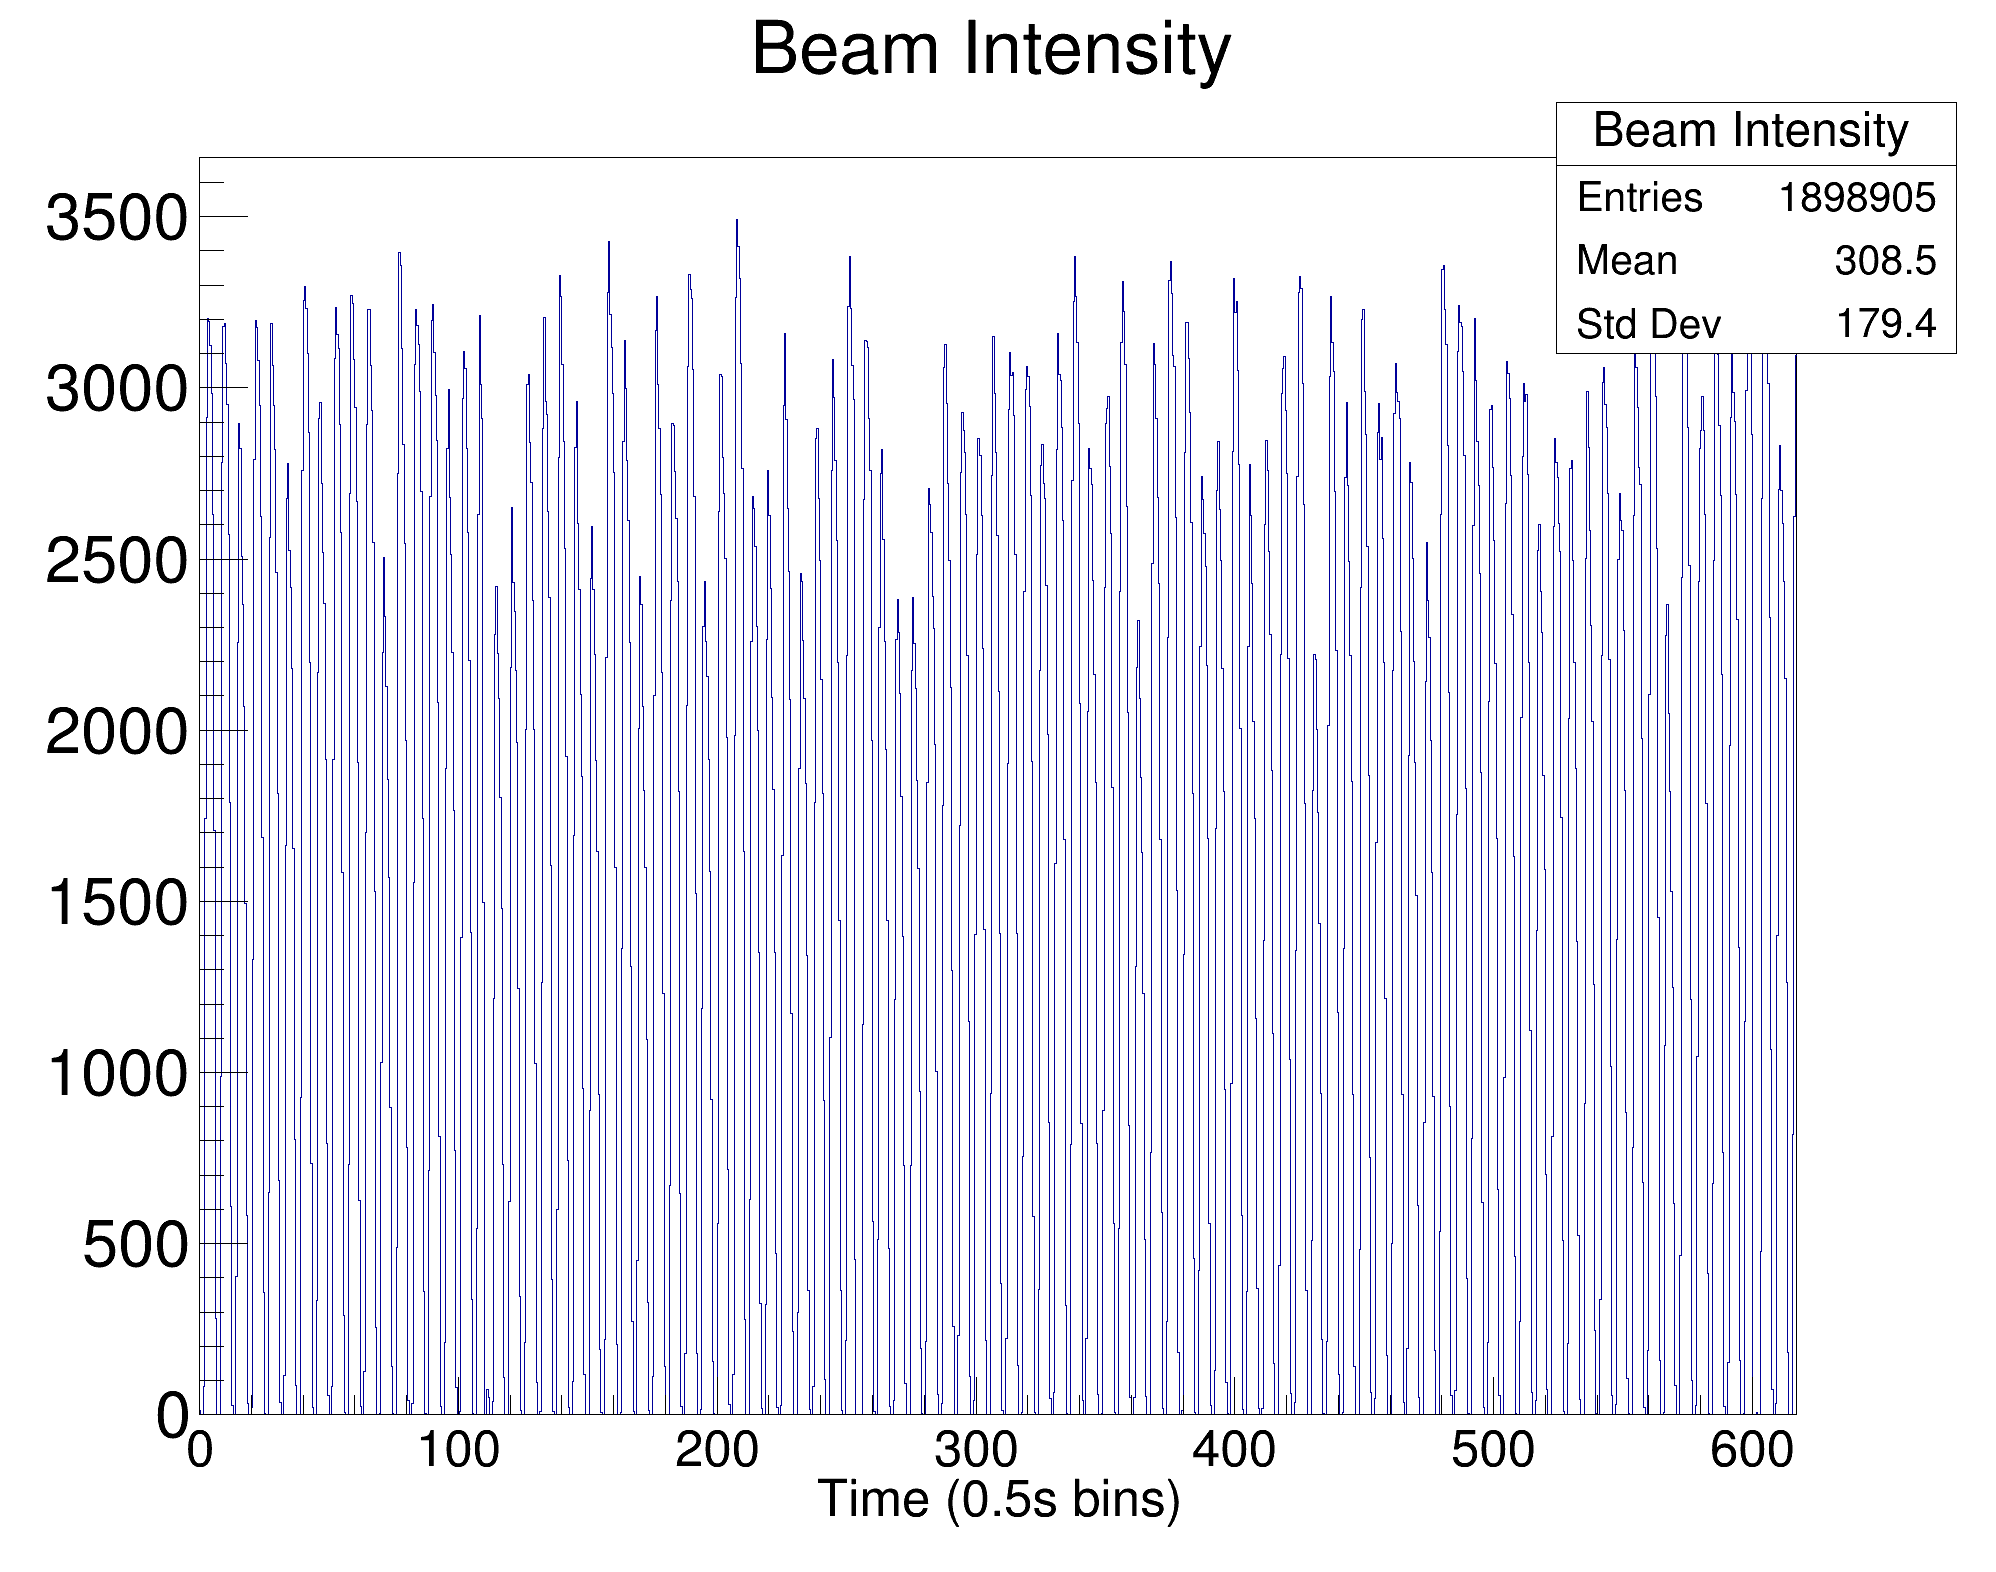 Beam Intensity
Beam Intensity
Entries 1898905
Mean 308.5
Std Dev 179.4
3500
3000
2500
2000
1500
1000
500
0
0 100 200 300 400 500 600
Time (0.5s bins)